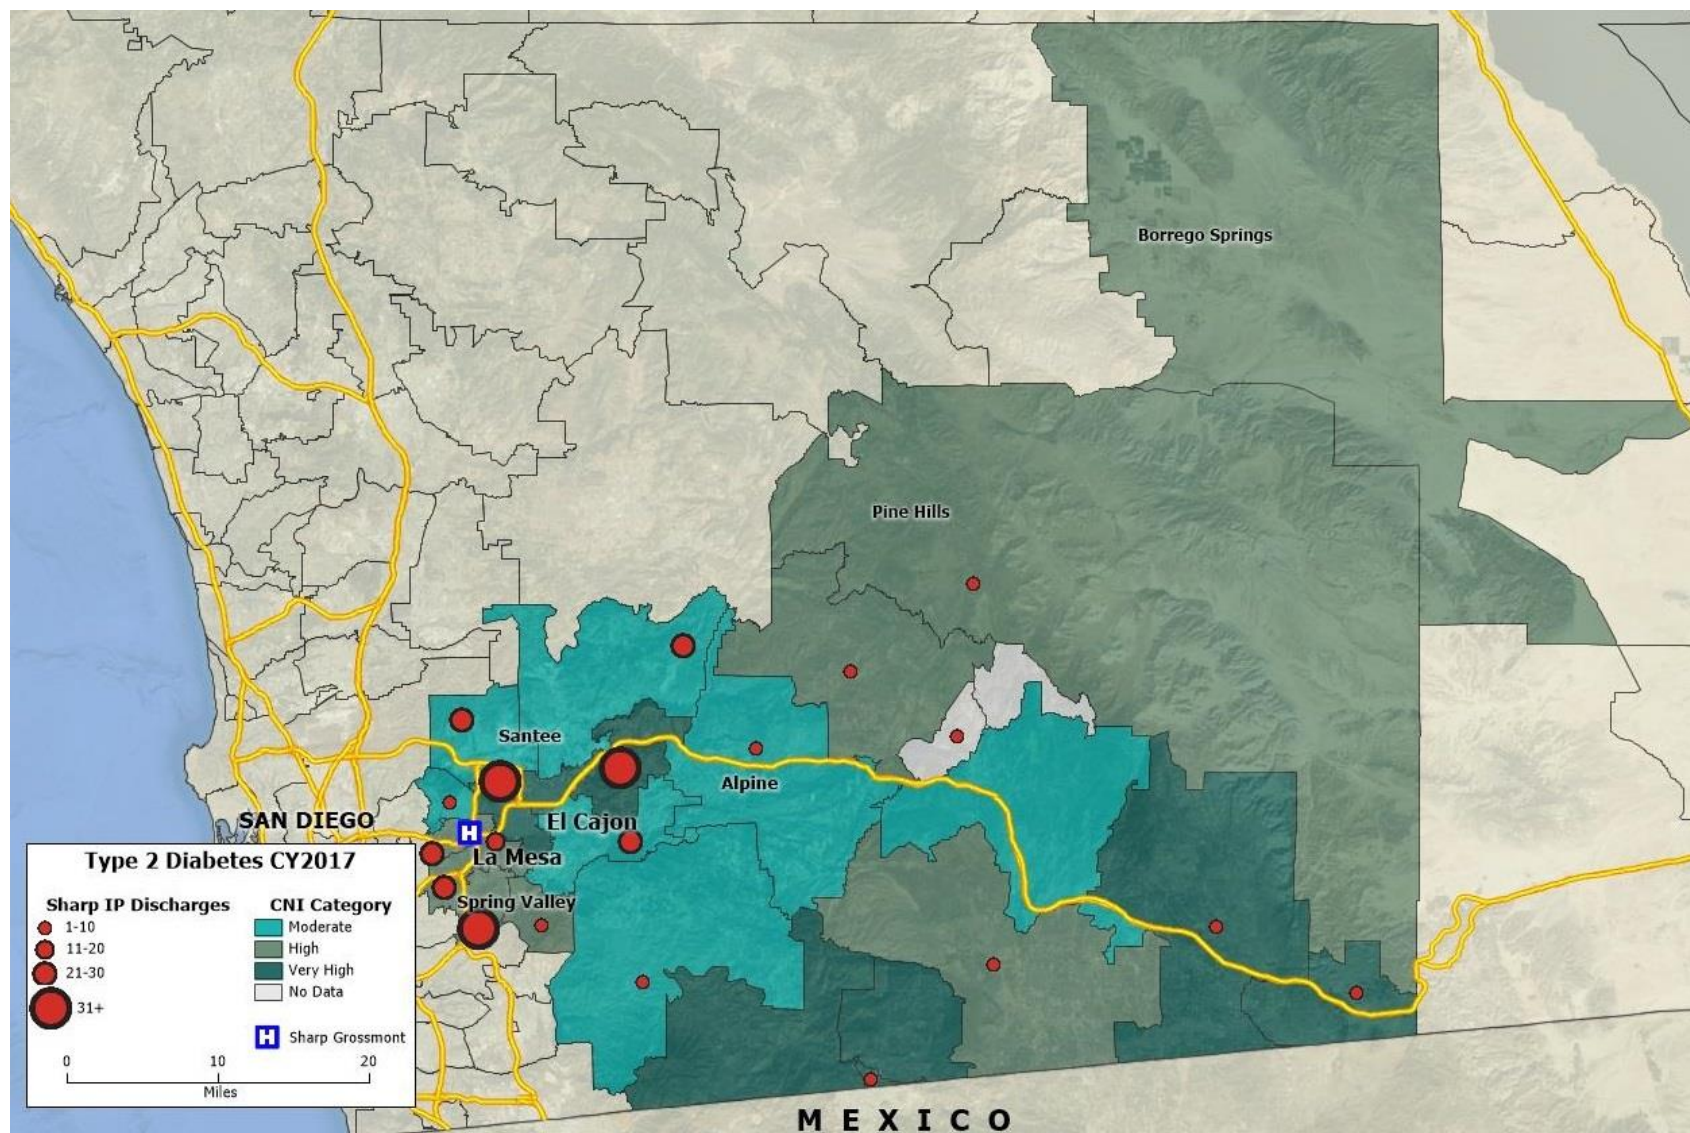 Borrego Springs
Pine Hills
Santee
Alpine
SAN DIEGO
El Cajon
H
La Mesa
Spring Valley
Type 2 Diabetes CY2017
Sharp IP Discharges
1-10
11-20
21-30
31+
CNI Category
Moderate
High
Very High
No Data
H Sharp Grossmont
0 10 20
Miles
MEXICO